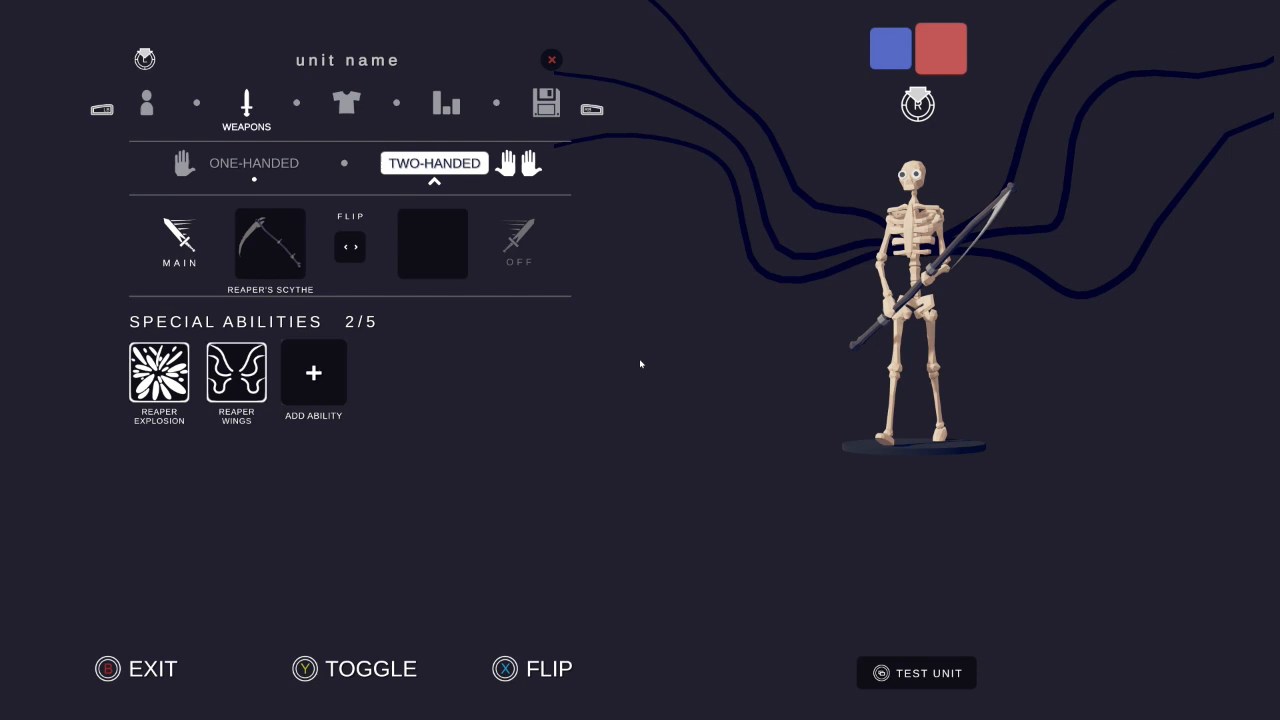 unit name
WEAPONS
ONE-HANDED
TWO-HANDED
MAIN
FLIP
OFF
REAPER'S SCYTHE
SPECIAL ABILITIES 2/5
REAPER EXPLOSION
REAPER WINGS
ADD ABILITY
R
B EXIT
Y TOGGLE
X FLIP
TEST UNIT